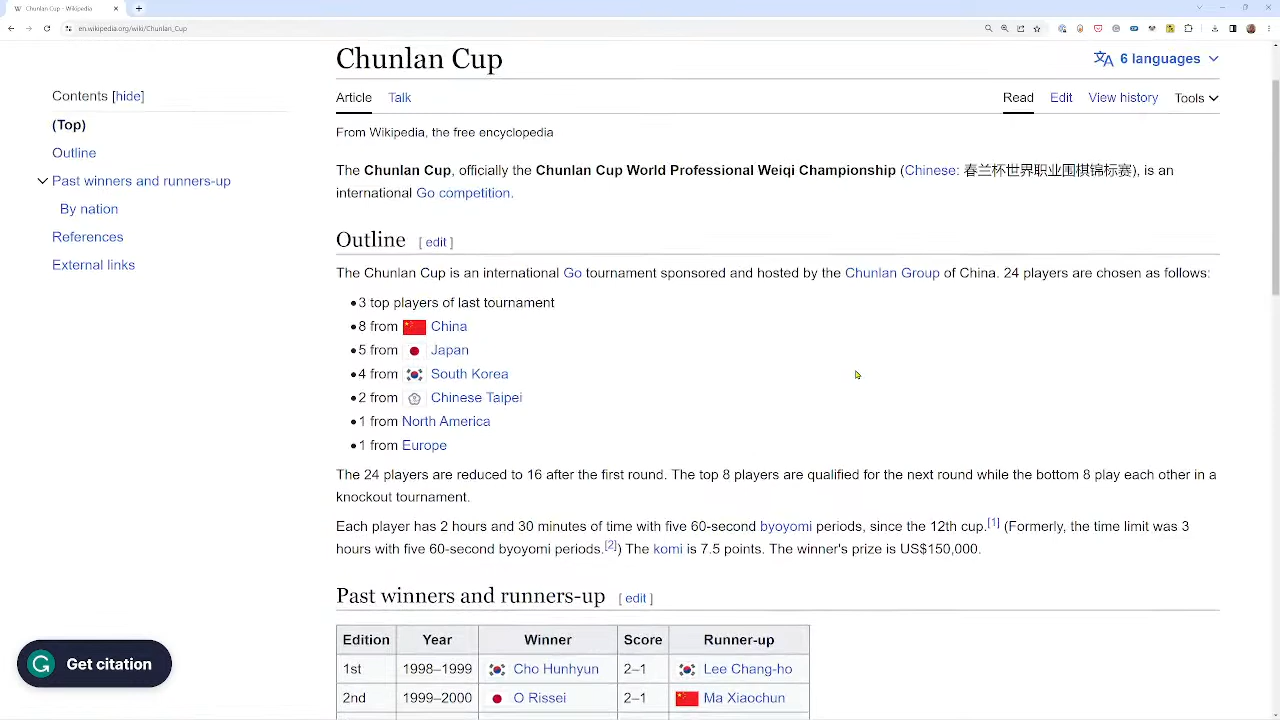 Chunlan Cup - Wikipedia
en.wikipedia.org/wiki/Chunlan_Cup
Chunlan Cup
6 languages
Contents [hide]
(Top)
Outline
Past winners and runners-up
By nation
References
External links
Article Talk Read Edit View history Tools
From Wikipedia, the free encyclopedia
The Chunlan Cup, officially the Chunlan Cup World Professional Weiqi Championship (Chinese: 春兰杯世界职业围棋锦标赛), is an
international Go competition.
Outline [ edit ]
The Chunlan Cup is an international Go tournament sponsored and hosted by the Chunlan Group of China. 24 players are chosen as follows:
•3 top players of last tournament
•8 from China
•5 from Japan
•4 from South Korea
•2 from Chinese Taipei
•1 from North America
•1 from Europe
The 24 players are reduced to 16 after the first round. The top 8 players are qualified for the next round while the bottom 8 play each other in a
knockout tournament.
Each player has 2 hours and 30 minutes of time with five 60-second byoyomi periods, since the 12th cup.[1] (Formerly, the time limit was 3
hours with five 60-second byoyomi periods.[2]) The komi is 7.5 points. The winner's prize is US$150,000.
Past winners and runners-up [ edit ]
Edition Year Winner Score Runner-up
1st 1998–1999 Cho Hunhyun 2–1 Lee Chang-ho
2nd 1999–2000 O Rissei 2–1 Ma Xiaochun
Get citation